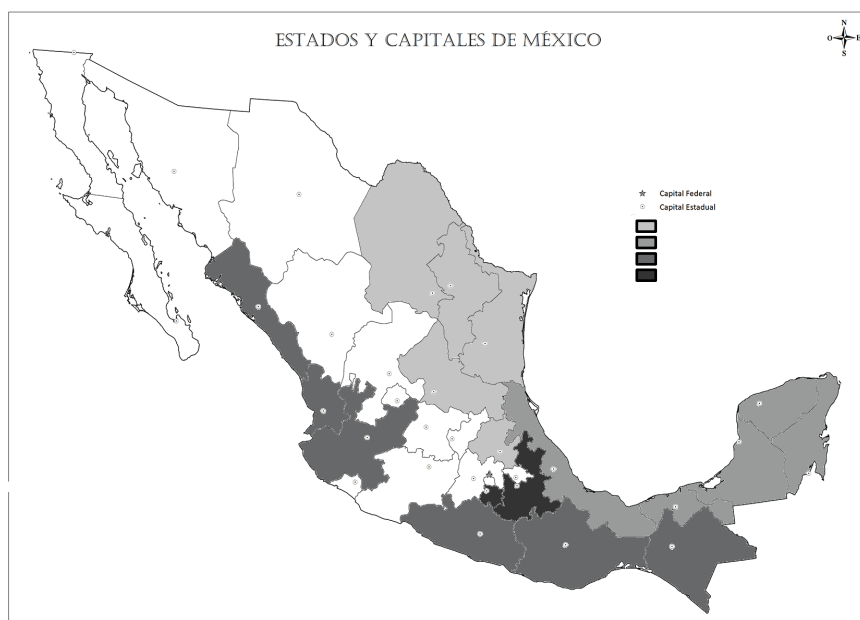 ESTADOS Y CAPITALES DE MÉXICO
N
O E
S
Capital Federal
Capital Estadual